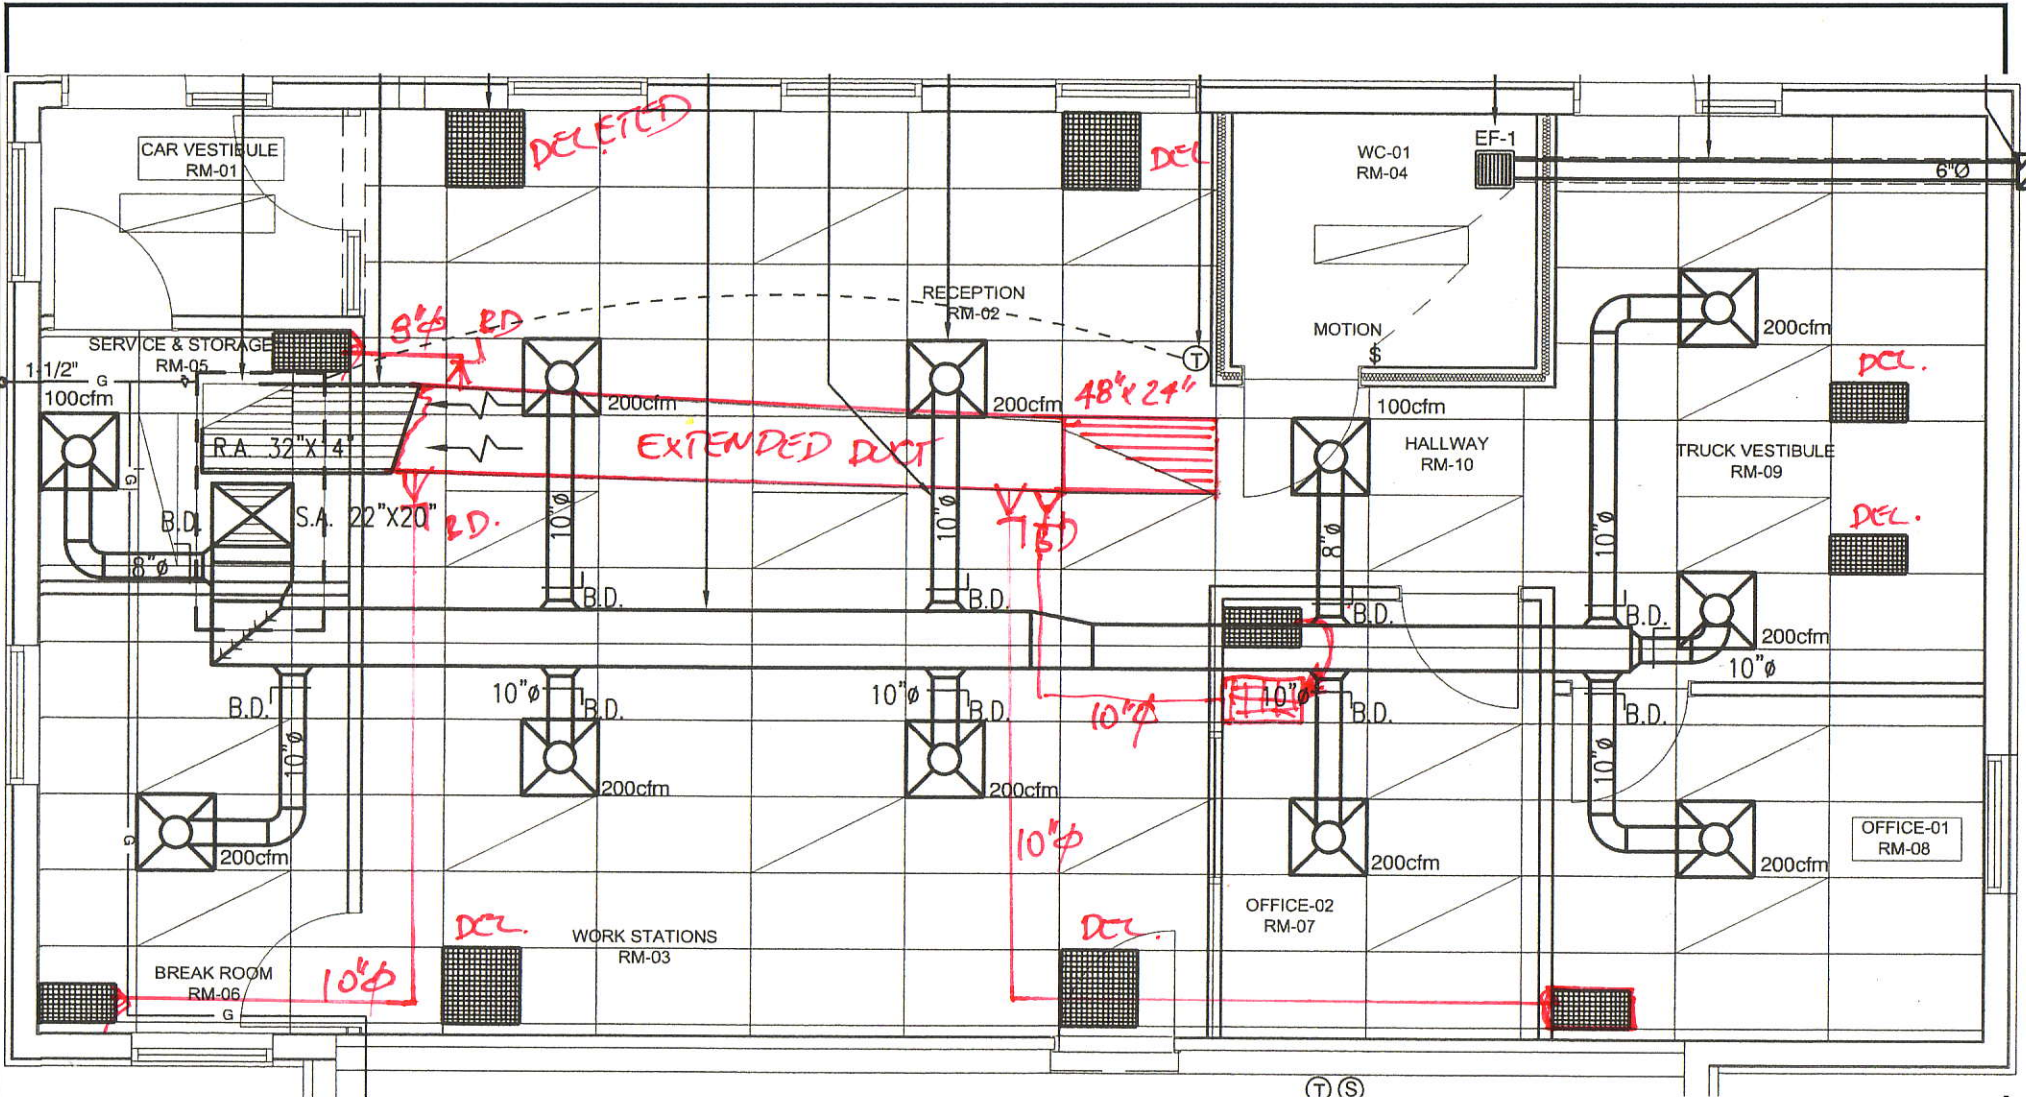 DELETED
DEL
CAR VESTIBULE
RM-01
WC-01
RM-04
EF-1
6"Ø
RECEPTION
RM-02
MOTION
$
T
200cfm
8"ϕ
B.D
SERVICE & STORAGE
RM-05
1-1/2"
G
100cfm
R.A. 32"X14"
200cfm
200cfm
48"x24"
100cfm
EXTENDED DUCT
HALLWAY
RM-10
DEL.
TRUCK VESTIBULE
RM-09
G
B.D.
S.A. 22"X20"
B.D.
10"ϕ
10"ϕ
BD
8"ϕ
10"ϕ
DEL.
8"ϕ
B.D.
B.D.
B.D.
B.D.
200cfm
10"ϕ
B.D.
10"ϕ
10"ϕ
B.D.
10"ϕ
B.D.
10"ϕ
10"ϕ
B.D.
B.D.
10"ϕ
10"ϕ
200cfm
200cfm
G
200cfm
10"ϕ
200cfm
200cfm
OFFICE-01
RM-08
OFFICE-02
RM-07
DEL.
WORK STATIONS
RM-03
DEL.
BREAK ROOM
RM-06
10"ϕ
G
T S